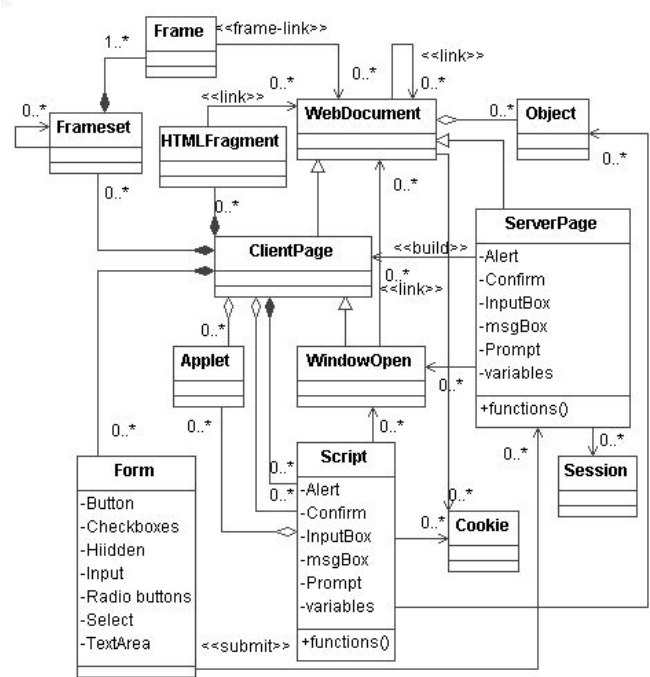 Frame
<<frame-link>>
1..*
<<link>>
0..*
0..*
0..*
0..*
<<link>>
0..*
WebDocument
0..*
Object
Frameset
HTMLFragment
0..*
0..*
0..*
0..*
ServerPage
ClientPage
<<build>>
-Alert
0..*
-Confirm
<<link>>
-InputBox
-msgBox
0..*
-Prompt
Applet
WindowOpen
0..*
-variables
+functions()
0..*
0..*
0..*
0..*
0..*
Form
Script
0..*
Session
-Button
-Alert
0..*
0..*
-Checkboxes
-Confirm
0..*
Cookie
-Hiidden
-InputBox
-Input
-msgBox
-Radio buttons
-Prompt
-Select
-variables
-TextArea
<<submit>>
+functions()